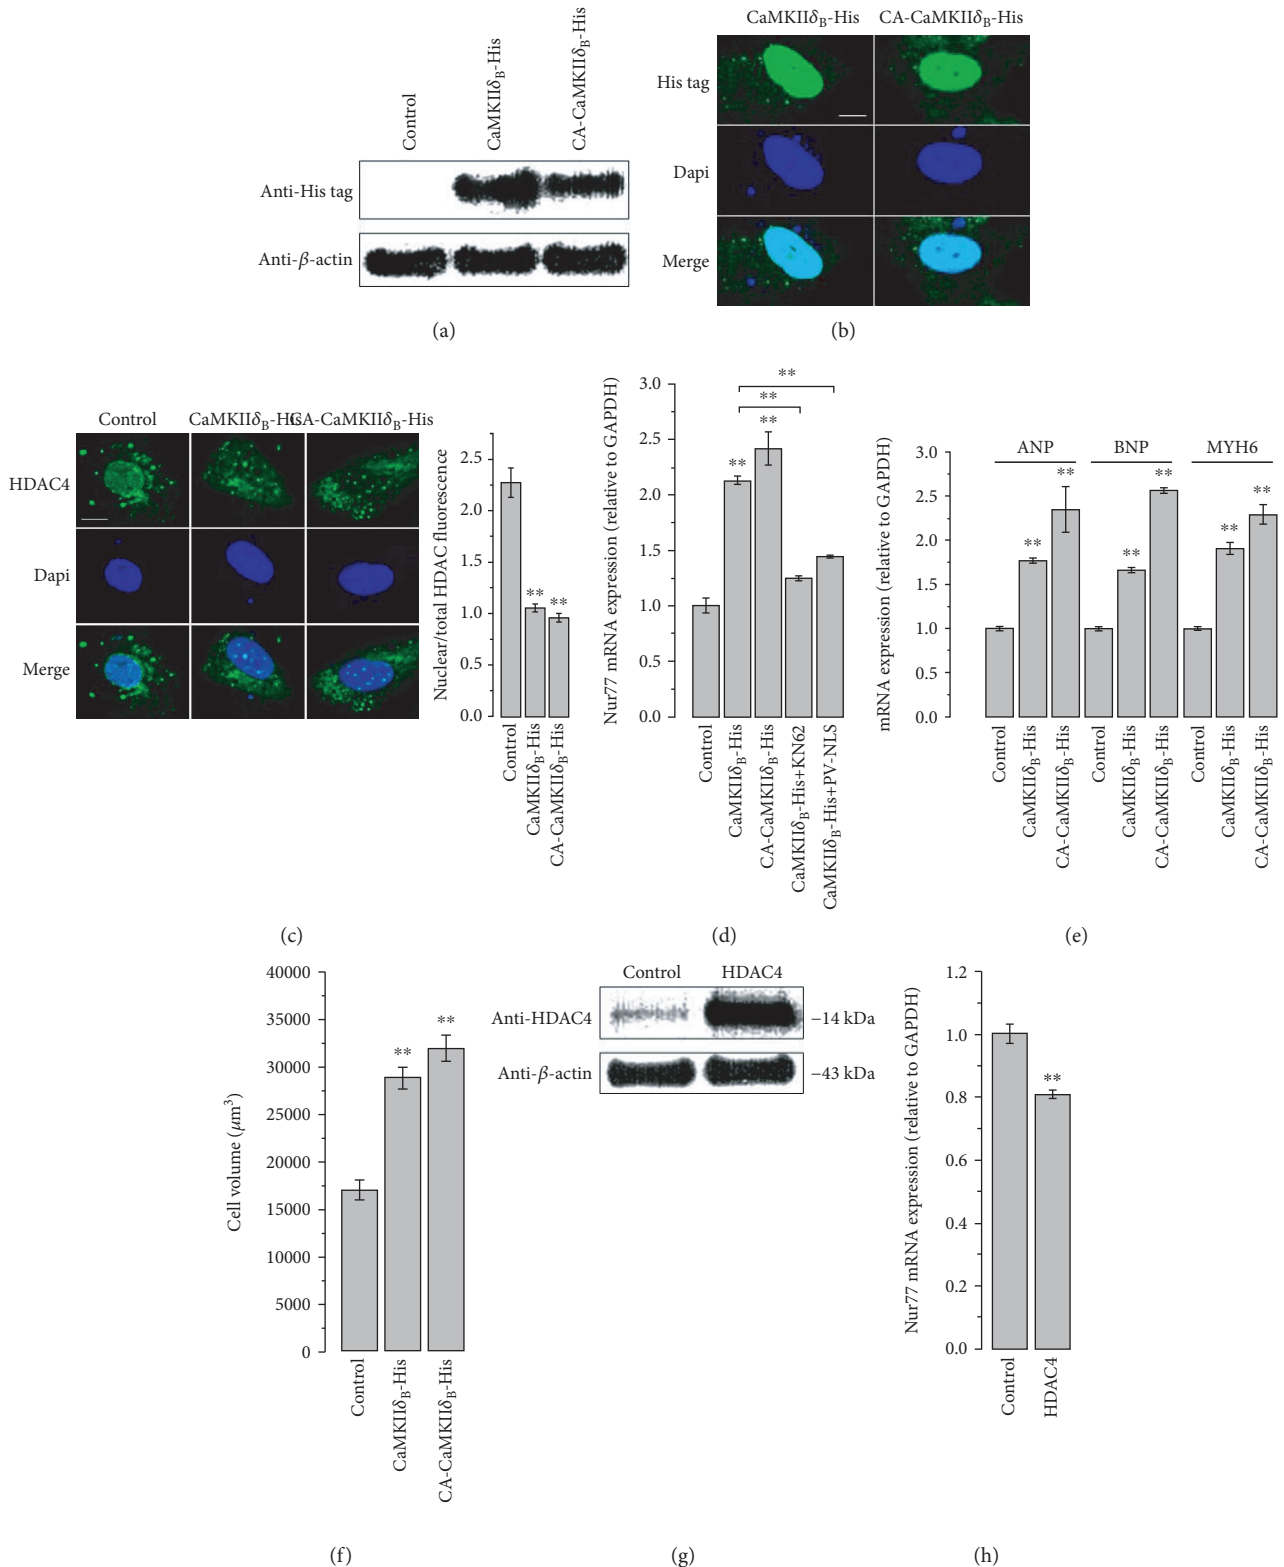 Control
CaMKIIδB-His
CA-CaMKIIδB-His
Anti-His tag
Anti-β-actin
(a)
CaMKIIδB-His CA-CaMKIIδB-His
His tag
Dapi
Merge
(b)
Control CaMKIIδB-His CA-CaMKIIδB-His
HDAC4
Dapi
Merge
Nuclear/total HDAC fluorescence
2.5
2.0
1.5
1.0
0.5
2.0
** **
Control
CaMKIIδB-His
CA-CaMKIIδB-His
(c)
Nur77 mRNA expression (relative to GAPDH)
3.0
2.5
2.0
1.5
1.0
0.5
0.0
**
**
**
**
Control
CaMKIIδB-His
CA-CaMKIIδB-His
CaMKIIδB-His+KN62
CaMKIIδB-His+PV-NLS
(d)
mRNA expression (relative to GAPDH)
3.0
2.5
2.0
1.5
1.0
0.5
0.0
ANP BNP MYH6
** ** ** ** ** **
Control
CaMKIIδB-His
CA-CaMKIIδB-His
Control
CaMKIIδB-His
CA-CaMKIIδB-His
Control
CaMKIIδB-His
CA-CaMKIIδB-His
(e)
Cell volume (μm³)
40000
35000
30000
25000
20000
15000
10000
5000
0
**
**
Control
CaMKIIδB-His
CA-CaMKIIδB-His
(f)
Control HDAC4
Anti-HDAC4 –14 kDa
Anti-β-actin –43 kDa
(g)
Nur77 mRNA expression (relative to GAPDH)
1.2
1.0
0.8
0.6
0.4
0.2
0.0
**
Control
HDAC4
(h)